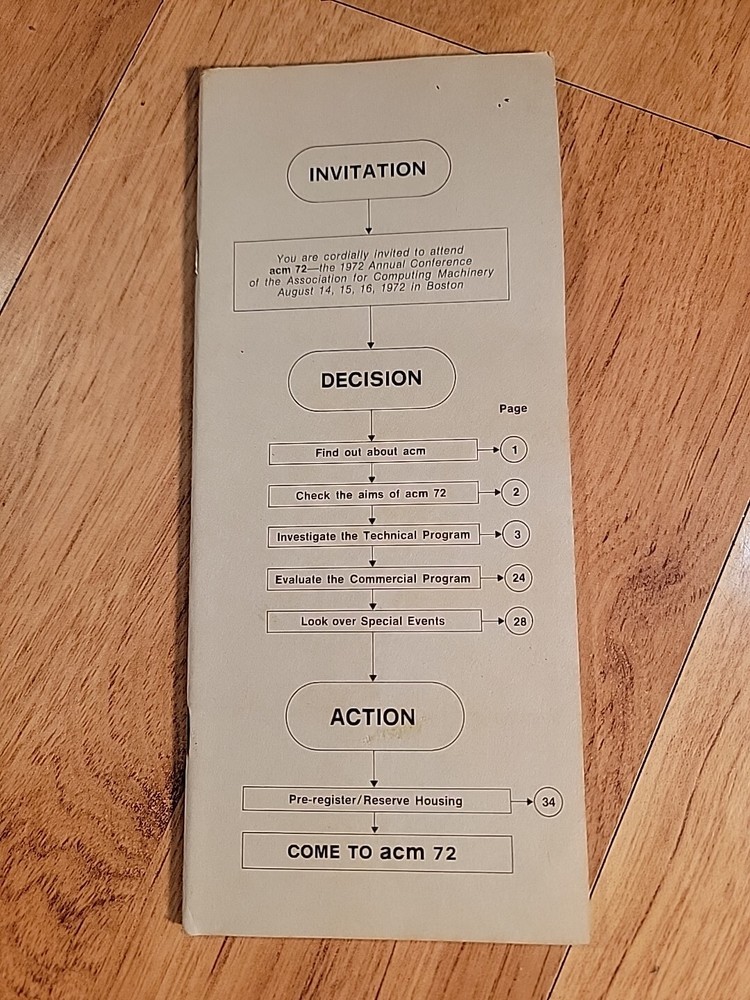 INVITATION
You are cordially invited to attend
acm 72—the 1972 Annual Conference
of the Association for Computing Machinery
August 14, 15, 16, 1972 in Boston
DECISION
Page
Find out about acm 1
Check the aims of acm 72 2
Investigate the Technical Program 3
Evaluate the Commercial Program 24
Look over Special Events 28
ACTION
Pre-register/Reserve Housing 34
COME TO acm 72